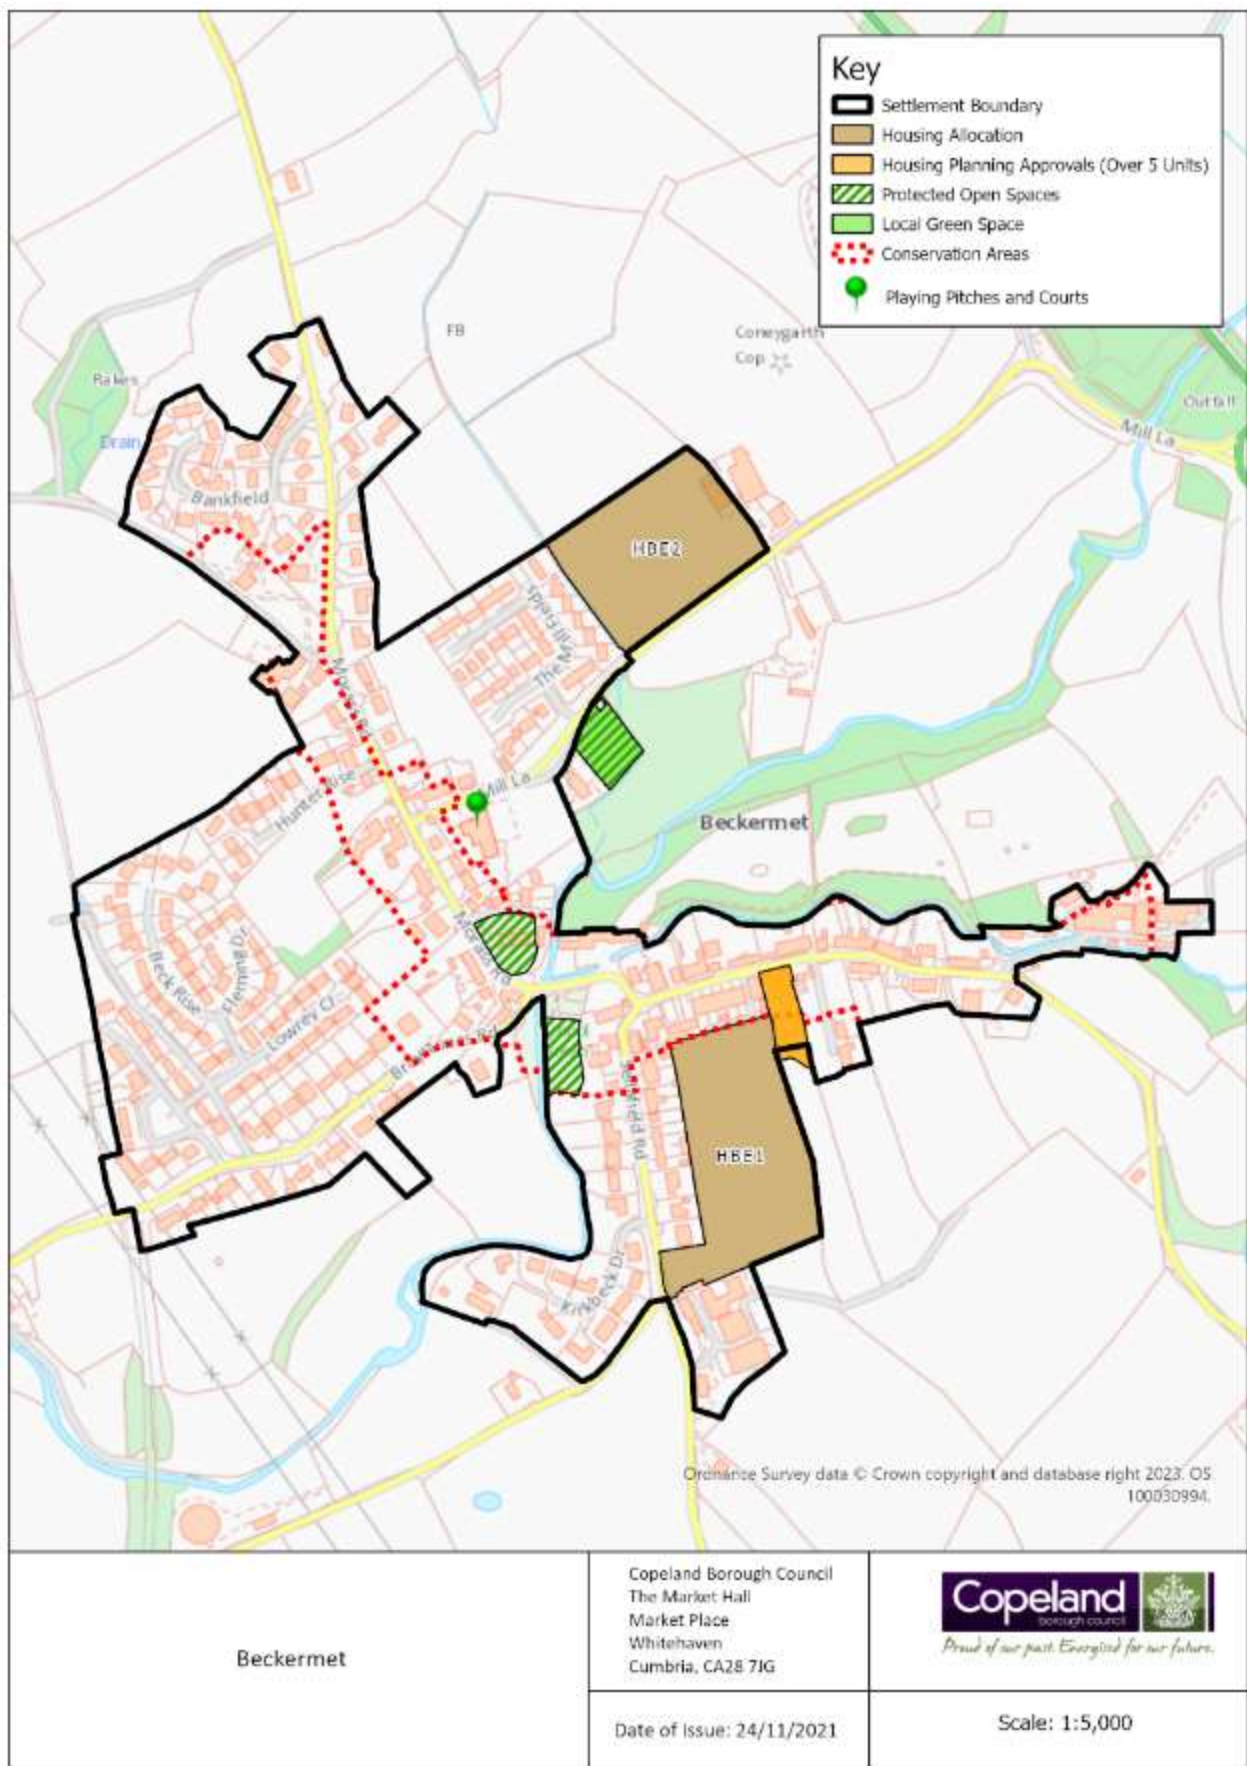 Key
Settlement Boundary
Housing Allocation
Housing Planning Approvals (Over 5 Units)
Protected Open Spaces
Local Green Space
Conservation Areas
Playing Pitches and Courts
FB
Coneygarth
Cop
Rakes
Drain
Outfall
Mill La
Bankfield
HBE2
The Mill Fields
Hunter Rise
Mill La
Beckermet
Beck Rise
Fleming Dr
Lowrey Cl
HBE1
Kirkbeck Dr
Ordnance Survey data © Crown copyright and database right 2023. OS
100030994.
Beckermet
Copeland Borough Council
The Market Hall
Market Place
Whitehaven
Cumbria, CA28 7JG
Date of Issue: 24/11/2021
Copeland
borough council
Proud of our past. Energised for our future.
Scale: 1:5,000